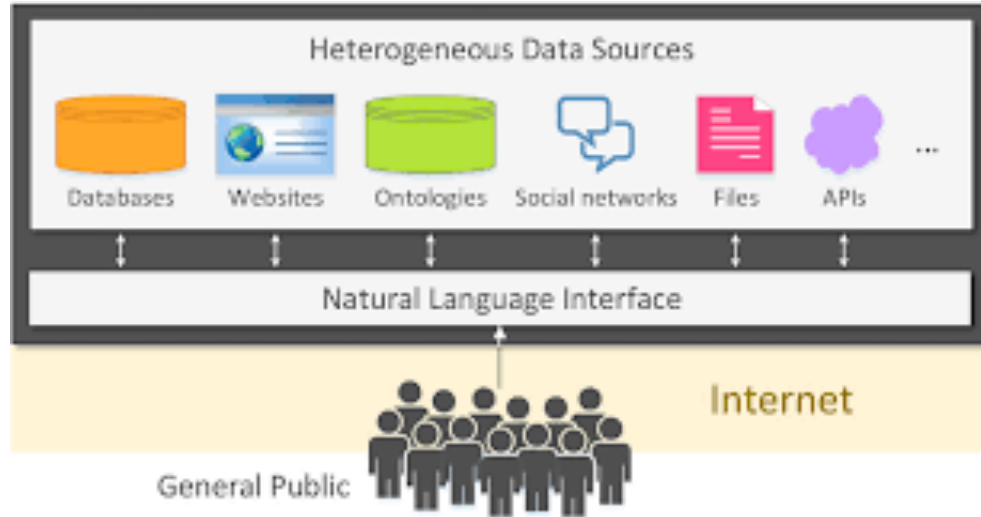 Heterogeneous Data Sources
Databases Websites Ontologies Social networks Files APIs ...
Natural Language Interface
Internet
General Public